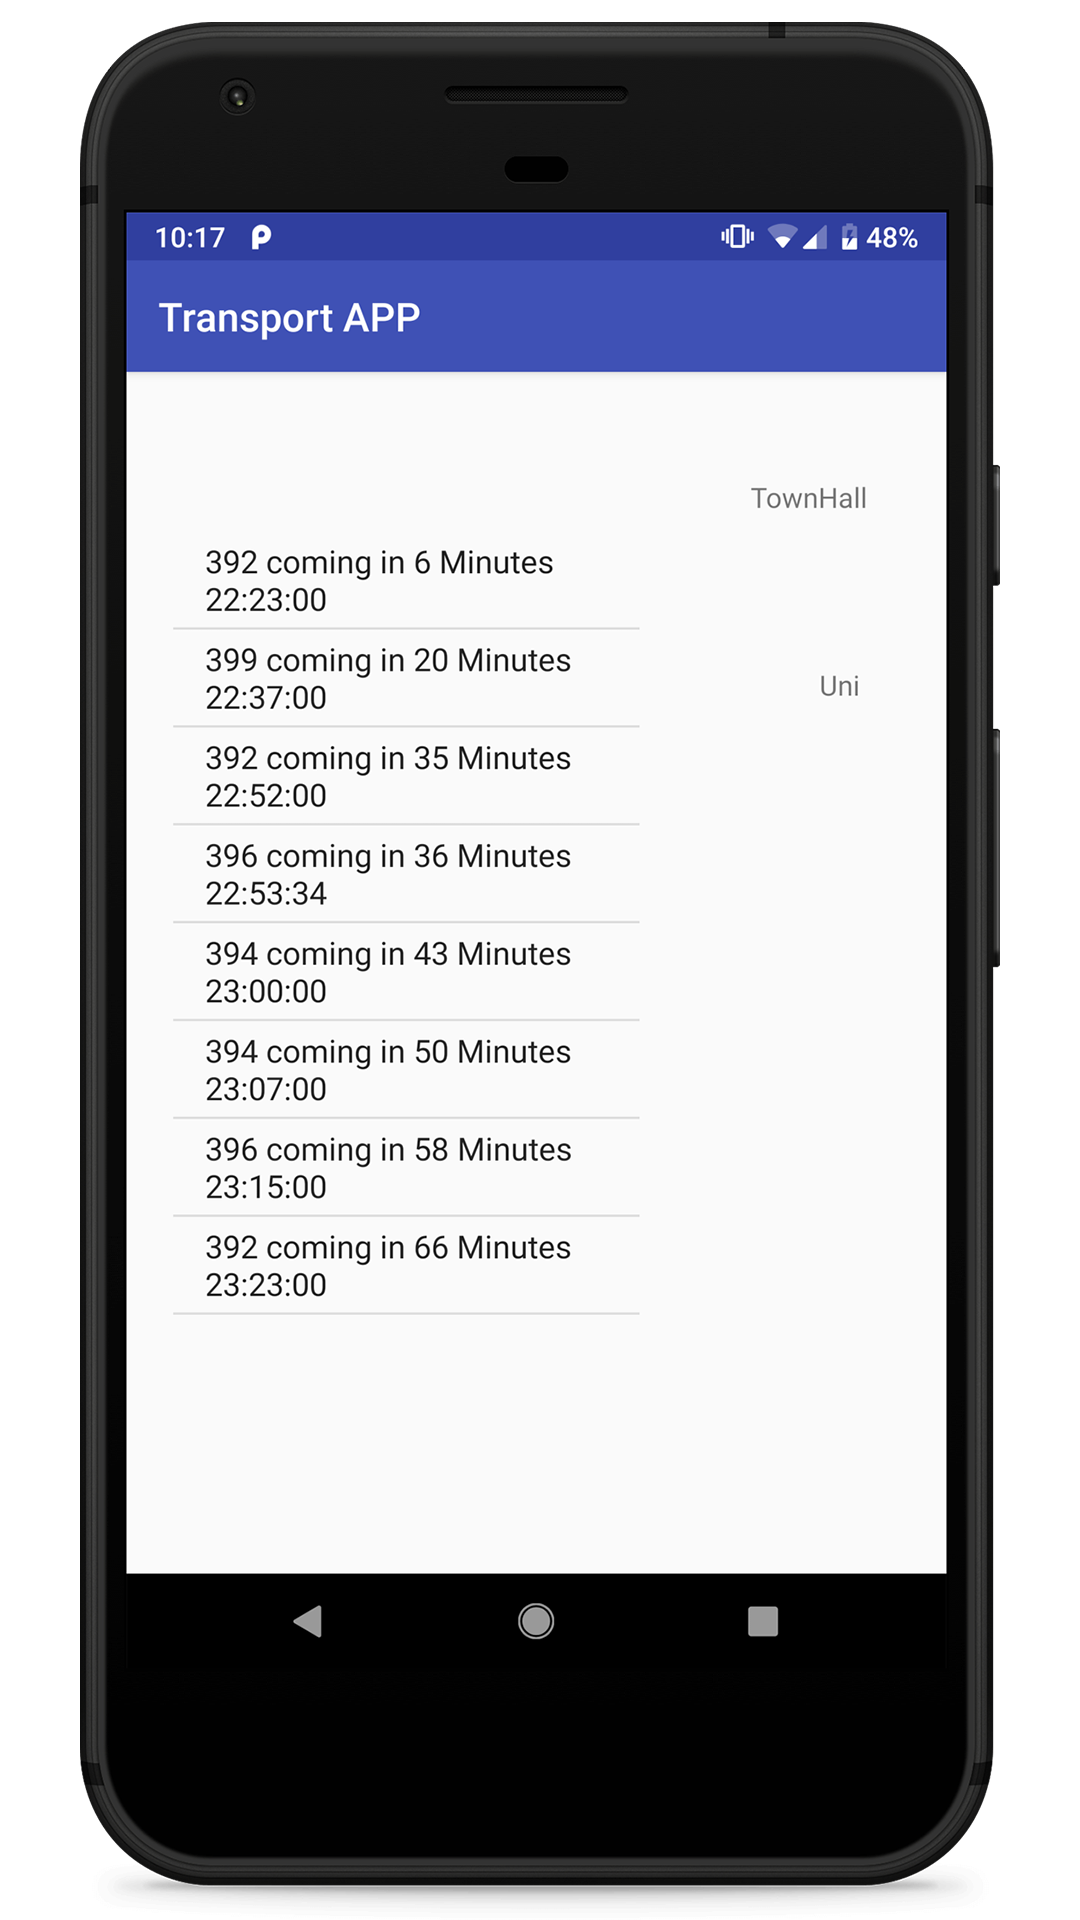 10:17
48%
Transport APP
TownHall
392 coming in 6 Minutes
22:23:00
399 coming in 20 Minutes
22:37:00
Uni
392 coming in 35 Minutes
22:52:00
396 coming in 36 Minutes
22:53:34
394 coming in 43 Minutes
23:00:00
394 coming in 50 Minutes
23:07:00
396 coming in 58 Minutes
23:15:00
392 coming in 66 Minutes
23:23:00